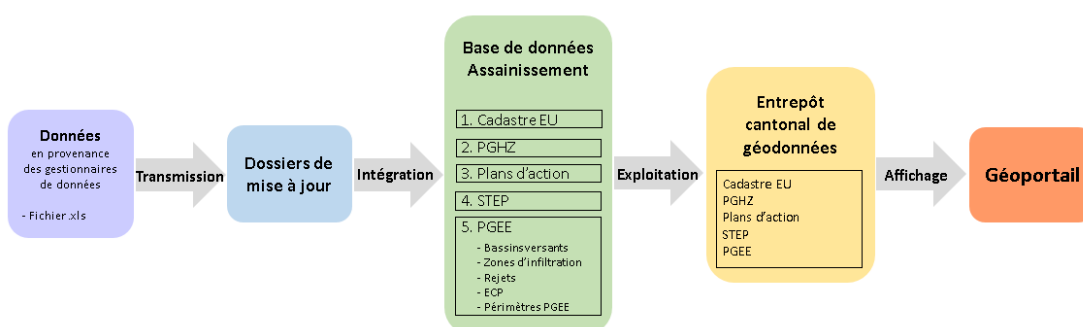 Données
en provenance
des gestionnaires
de données
- Fichier.xls
Transmission
Dossiers de
mise à jour
Intégration
Base de données
Assainissement
1. Cadastre EU
2. PGHZ
3. Plans d'action
4. STEP
5. PGEE
- Bassins versants
- Zones d'infiltration
- Rejets
- ECP
- Périmètres PGEE
Exploitation
Entrepôt
cantonal de
géodonnées
Cadastre EU
PGHZ
Plans d'action
STEP
PGEE
Affichage
Géoportail